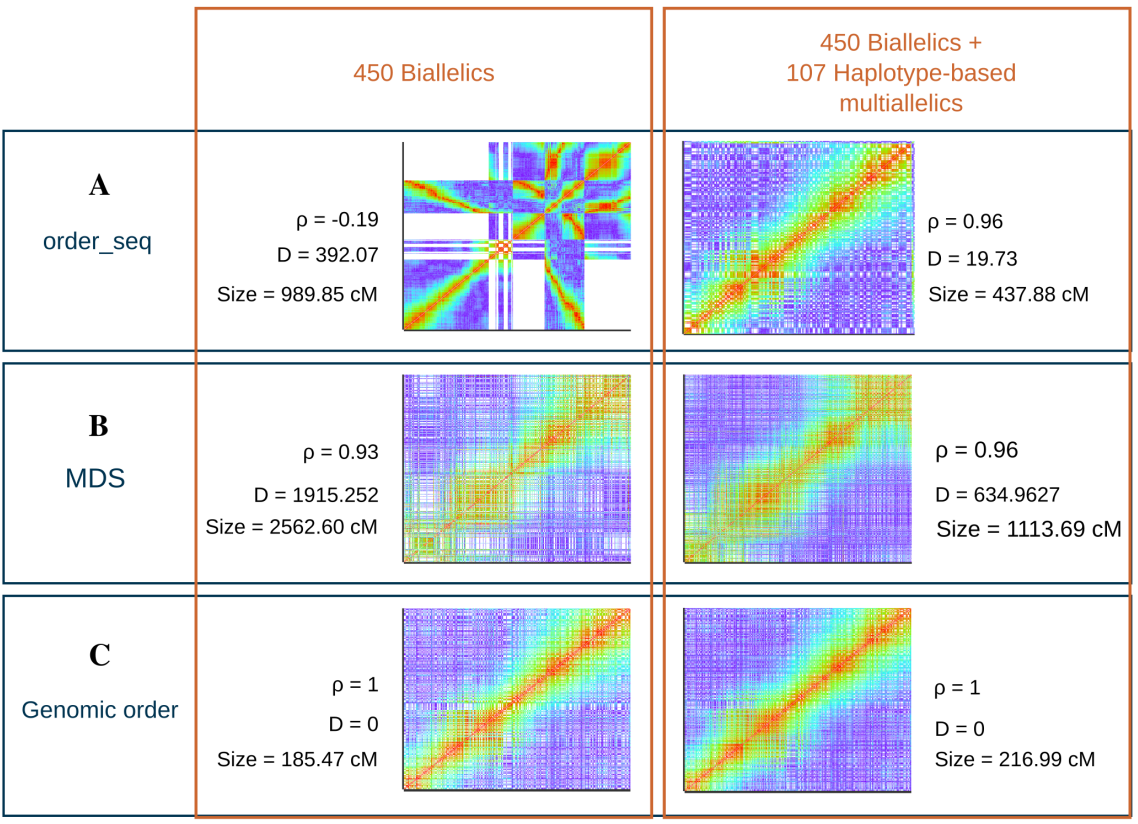 450 Biallelics
450 Biallelics +
107 Haplotype-based
multiallelics
A
order_seq
ρ = -0.19
D = 392.07
Size = 989.85 cM
ρ = 0.96
D = 19.73
Size = 437.88 cM
B
MDS
ρ = 0.93
D = 1915.252
Size = 2562.60 cM
ρ = 0.96
D = 634.9627
Size = 1113.69 cM
C
Genomic order
ρ = 1
D = 0
Size = 185.47 cM
ρ = 1
D = 0
Size = 216.99 cM